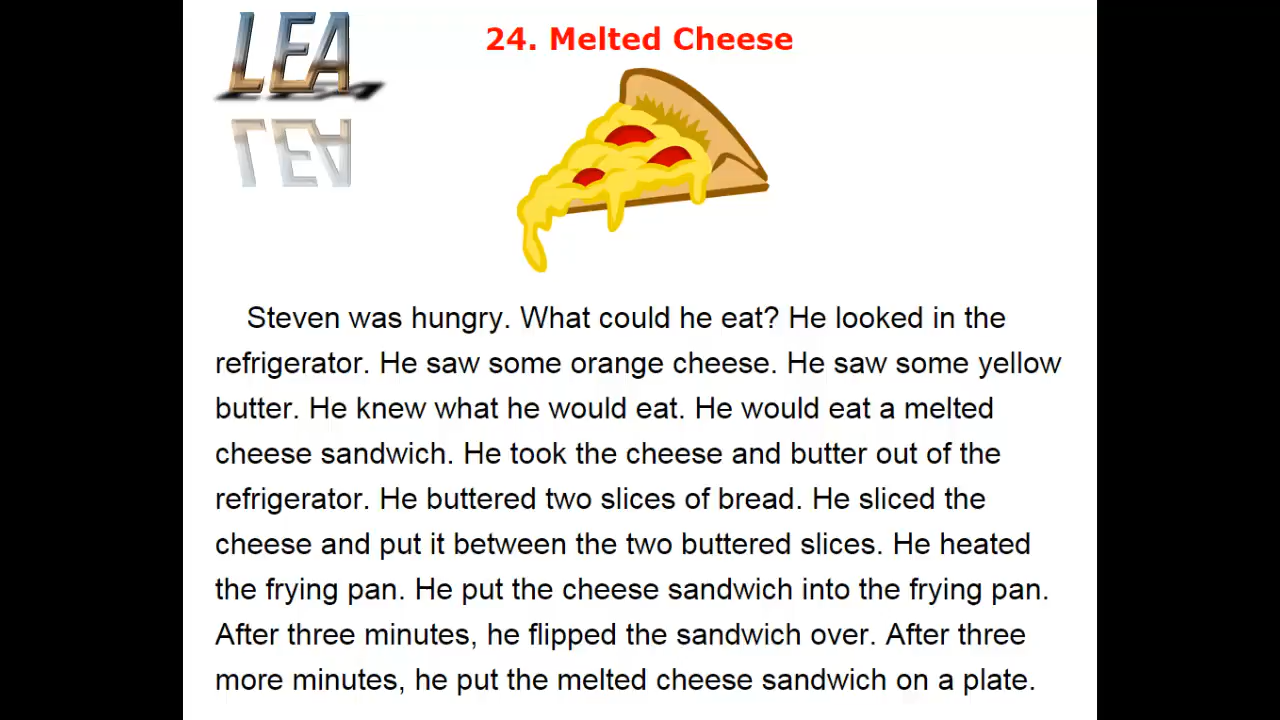 LEA
24. Melted Cheese
Steven was hungry. What could he eat? He looked in the
refrigerator. He saw some orange cheese. He saw some yellow
butter. He knew what he would eat. He would eat a melted
cheese sandwich. He took the cheese and butter out of the
refrigerator. He buttered two slices of bread. He sliced the
cheese and put it between the two buttered slices. He heated
the frying pan. He put the cheese sandwich into the frying pan.
After three minutes, he flipped the sandwich over. After three
more minutes, he put the melted cheese sandwich on a plate.